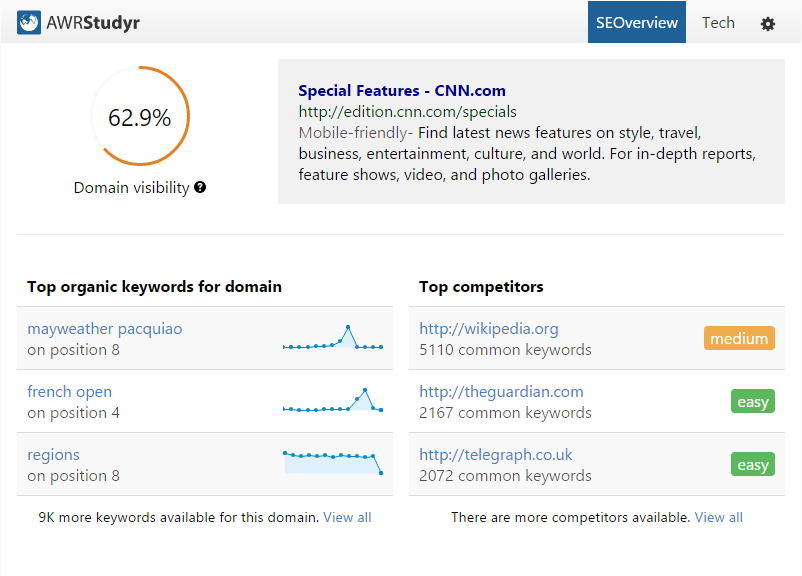 AWRStudyr
SEOverview
Tech
62.9%
Domain visibility
Special Features - CNN.com
http://edition.cnn.com/specials
Mobile-friendly- Find latest news features on style, travel,
business, entertainment, culture, and world. For in-depth reports,
feature shows, video, and photo galleries.
Top organic keywords for domain
mayweather pacquiao
on position 8
french open
on position 4
regions
on position 8
9K more keywords available for this domain. View all
Top competitors
http://wikipedia.org
5110 common keywords
medium
http://theguardian.com
2167 common keywords
easy
http://telegraph.co.uk
2072 common keywords
easy
There are more competitors available. View all